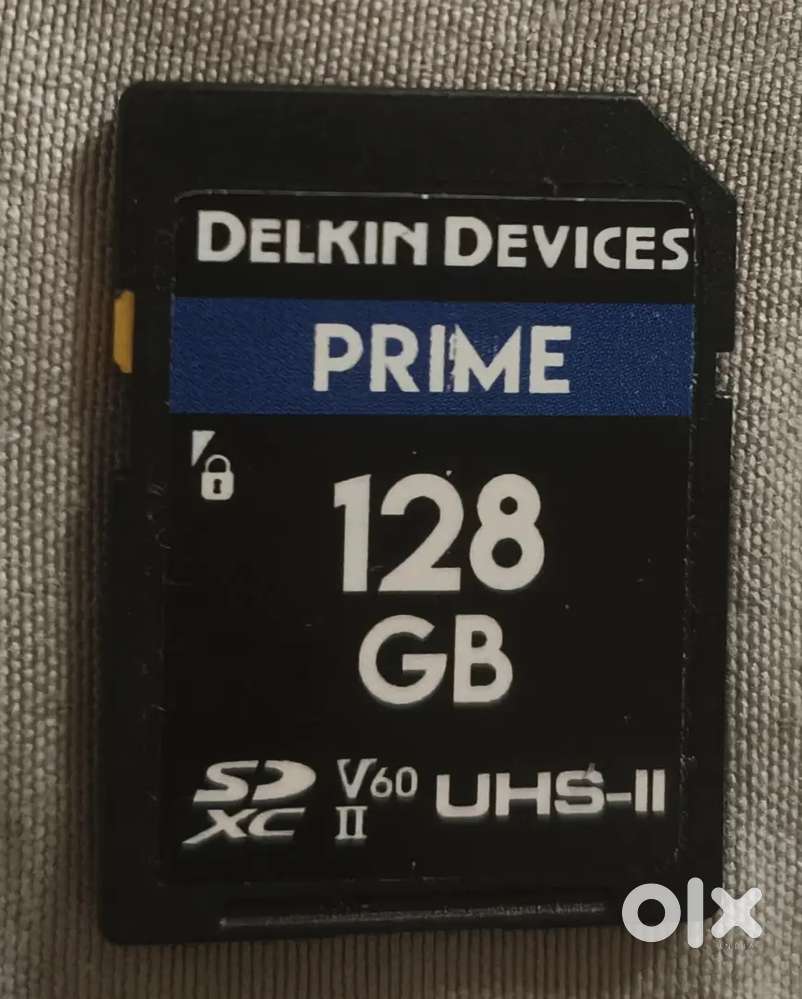 DELKIN DEVICES
PRIME
128
GB
SD XC V60 II UHS-II
olx